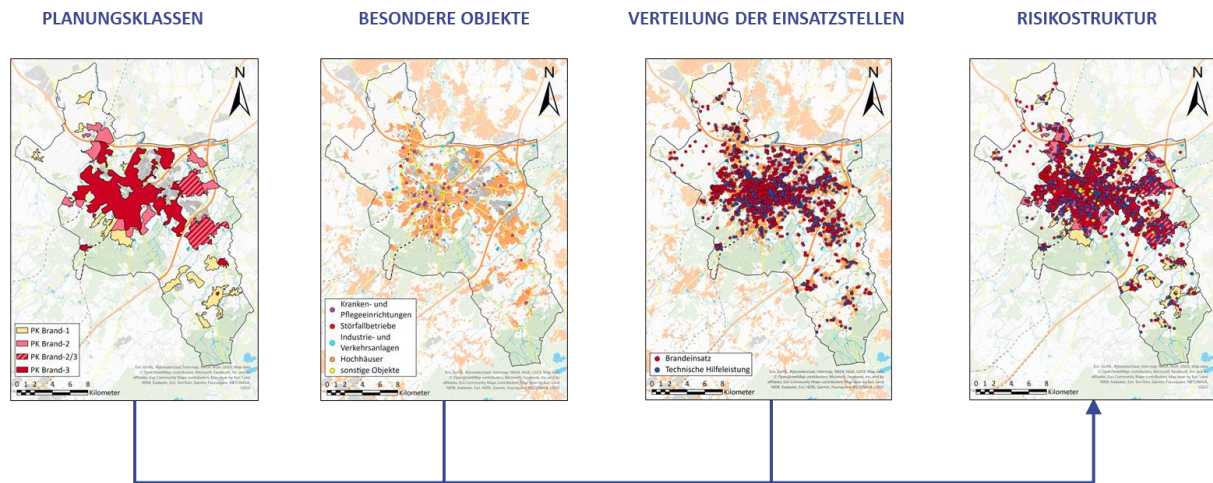 PLANUNGSKLASSEN
BESONDERE OBJEKTE
VERTEILUNG DER EINSATZSTELLEN
RISIKOSTRUKTUR
N
PK Brand-1
PK Brand-2
PK Brand-2/3
PK Brand-3
0 1 2 4 6 8
Kilometer
N
Kranken- und
Pflegeeinrichtungen
Störfallbetriebe
Industrie- und
Verkehrsanlagen
Hochhäuser
sonstige Objekte
0 1 2 4 6 8
Kilometer
N
Brandeinsatz
Technische Hilfeleistung
0 1 2 4 6 8
Kilometer
N
0 1 2 4 6 8
Kilometer